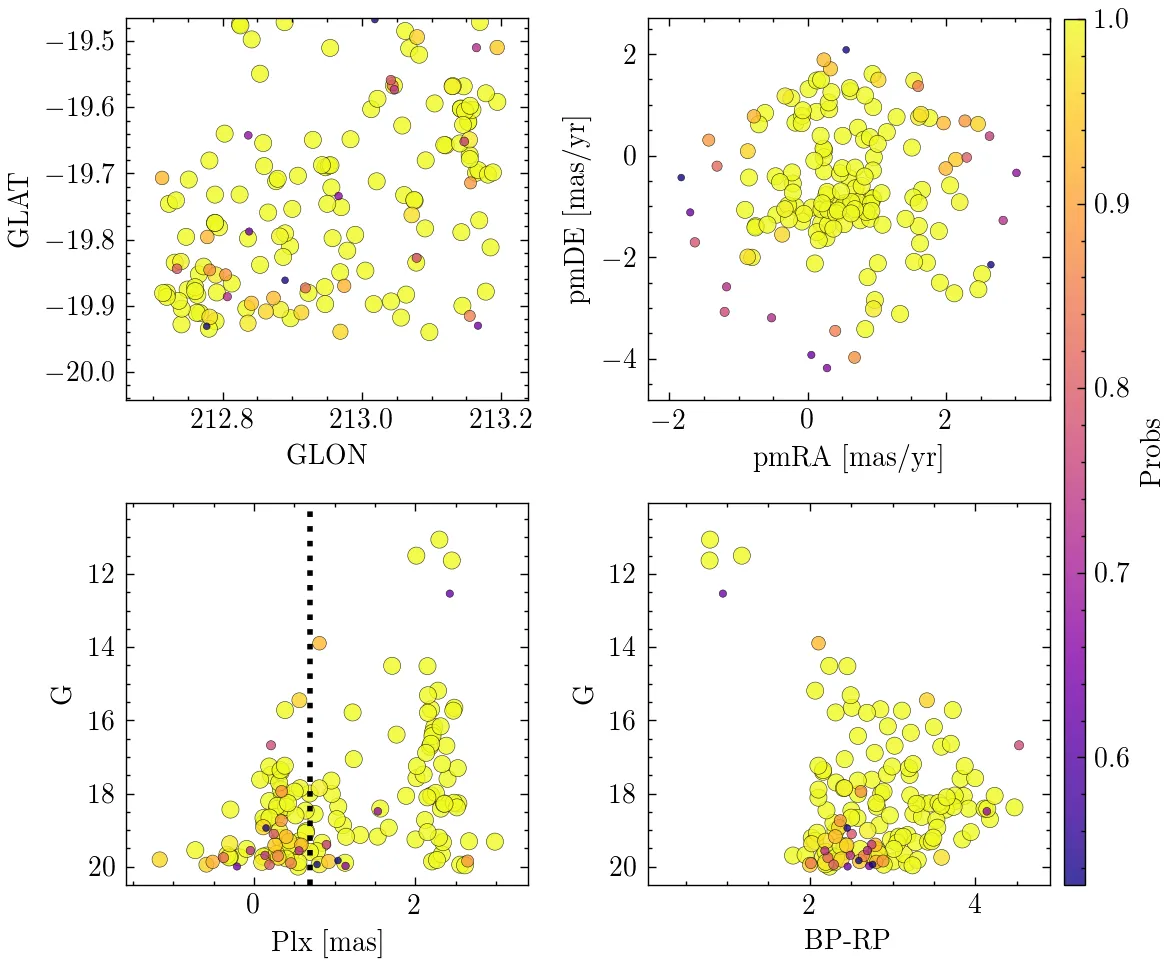 −19.5
−19.6
−19.7
−19.8
−19.9
−20.0
GLAT
212.8 213.0 213.2
GLON
2
0
−2
−4
pmDE [mas/yr]
−2 0 2
pmRA [mas/yr]
12
14
16
18
20
G
0 2
Plx [mas]
12
14
16
18
20
G
2 4
BP-RP
1.0
0.9
0.8
0.7
0.6
Probs